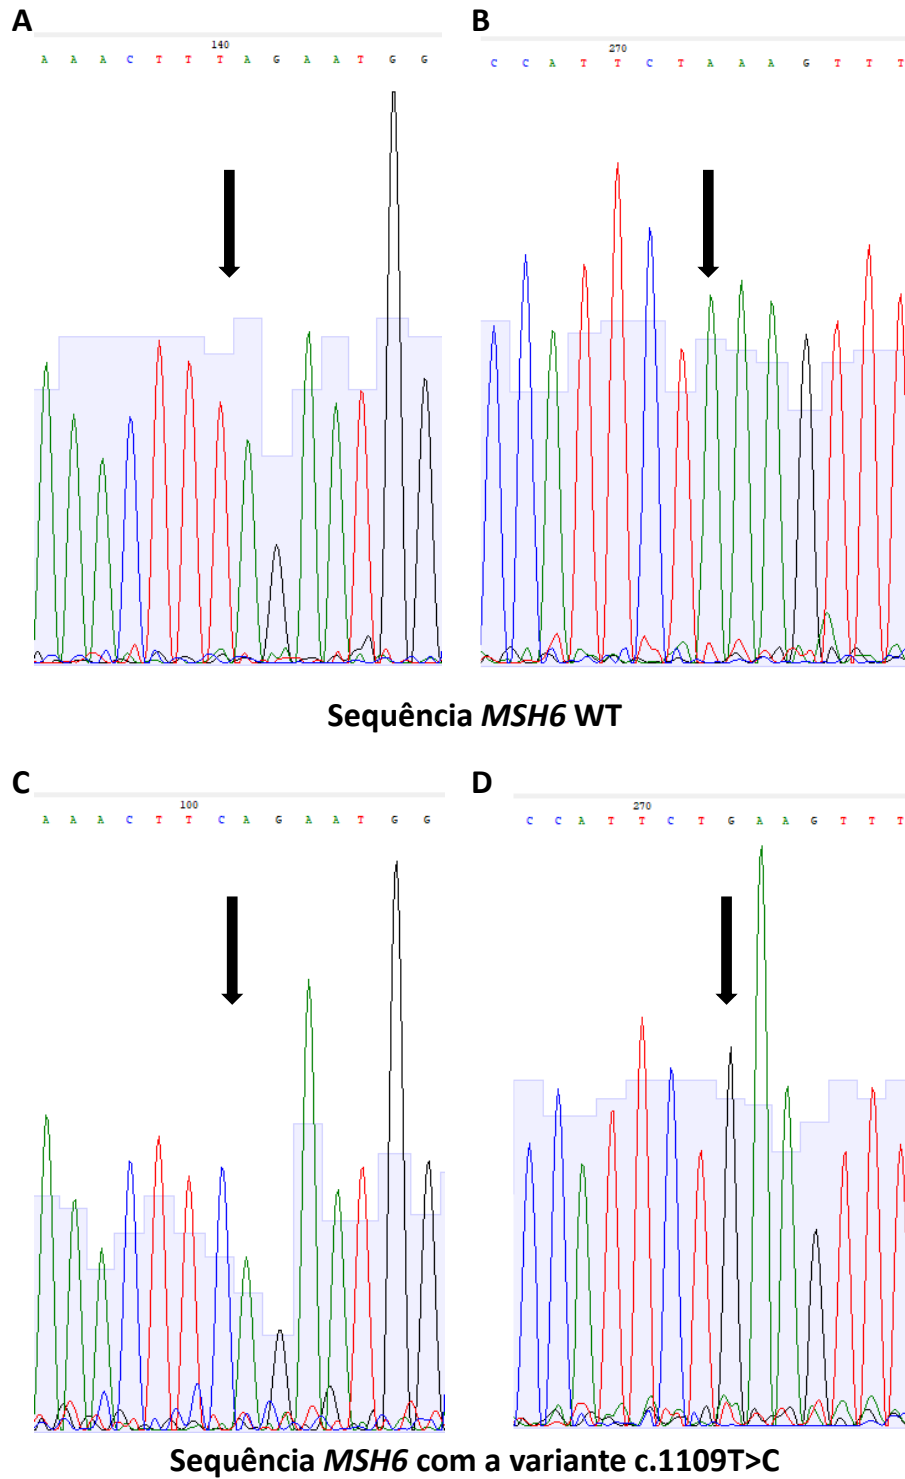 A
B
140
270
A A A C T T T A G A A T G G
C C A T T C T A A A G T T T
Sequência MSH6 WT
C
D
100
270
A A A C T T C A G A A T G G
C C A T T C T G A A G T T T
Sequência MSH6 com a variante c.1109T>C